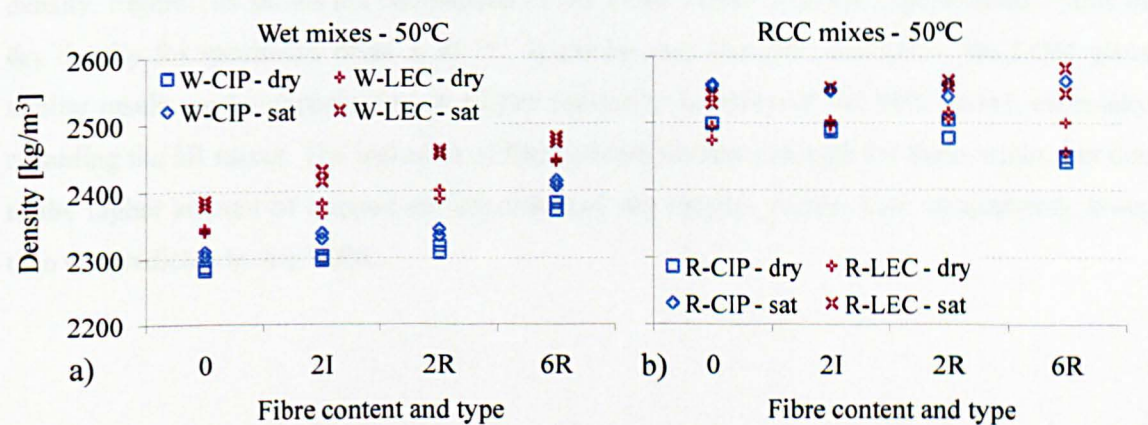 Wet mixes - 50ºC
RCC mixes - 50ºC
Density [kg/m³]
2600
2500
2400
2300
2200
W-CIP - dry
W-LEC - dry
W-CIP - sat
W-LEC - sat
R-CIP - dry
R-LEC - dry
R-CIP - sat
R-LEC - sat
a)
0
2I
2R
6R
b)
0
2I
2R
6R
Fibre content and type
Fibre content and type